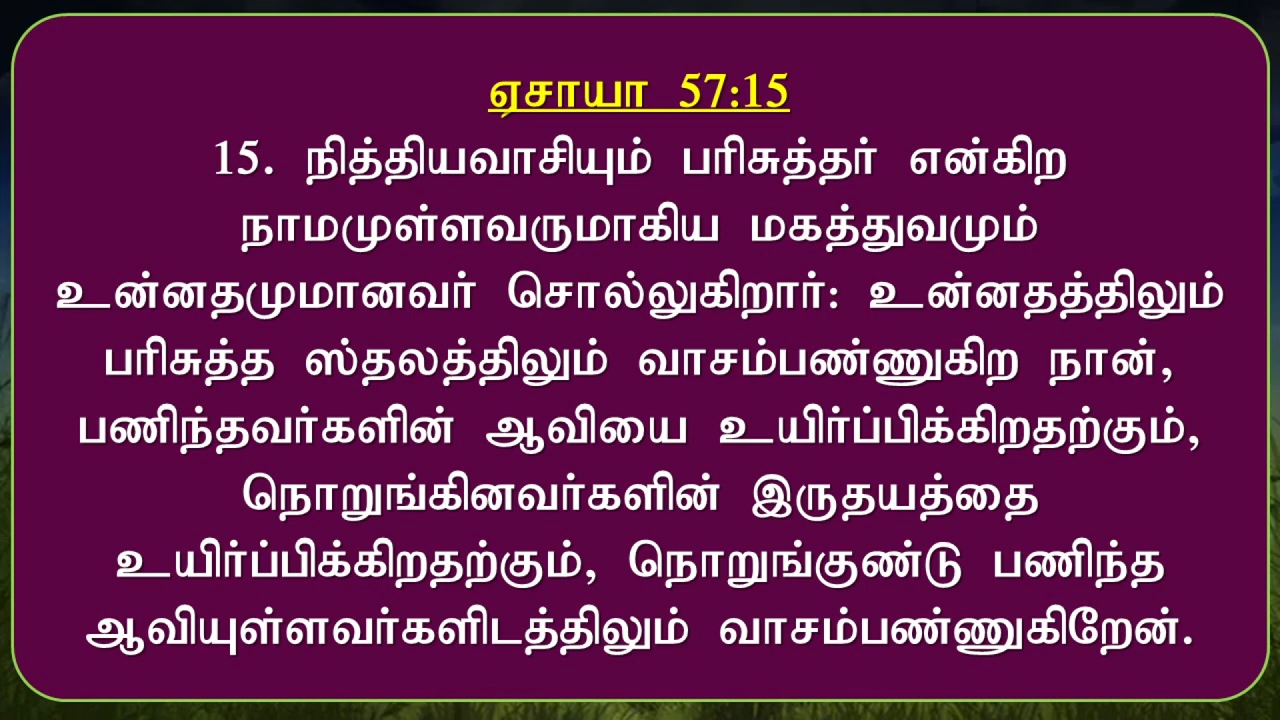 ஏசாயா 57:15
15. நித்தியவாசியும் பரிசுத்தர் என்கிற
நாமமுள்ளவருமாகிய மகத்துவமும்
உன்னதமுமானவர் சொல்லுகிறார்: உன்னதத்திலும்
பரிசுத்த ஸ்தலத்திலும் வாசம்பண்ணுகிற நான்,
பணிந்தவர்களின் ஆவியை உயிர்ப்பிக்கிறதற்கும்,
நொறுங்கினவர்களின் இருதயத்தை
உயிர்ப்பிக்கிறதற்கும், நொறுங்குண்டு பணிந்த
ஆவியுள்ளவர்களிடத்திலும் வாசம்பண்ணுகிறேன்.